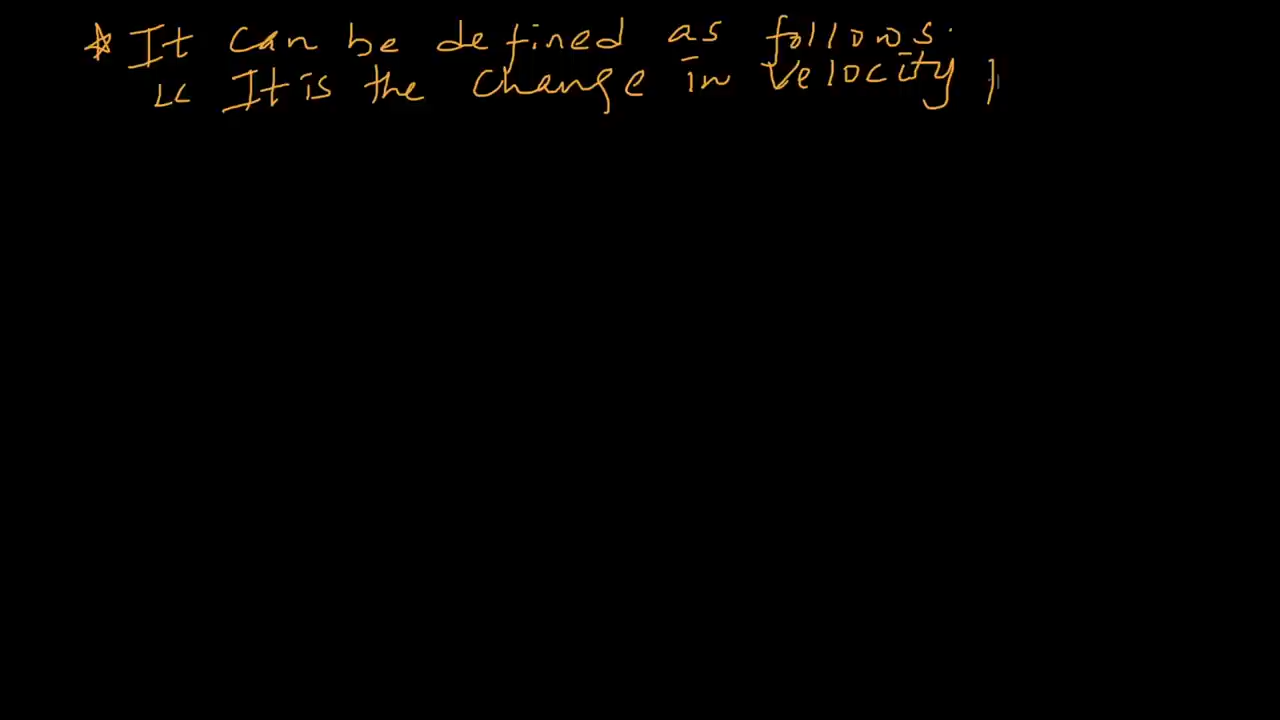 * It can be defined as follows.
" It is the change in velocity